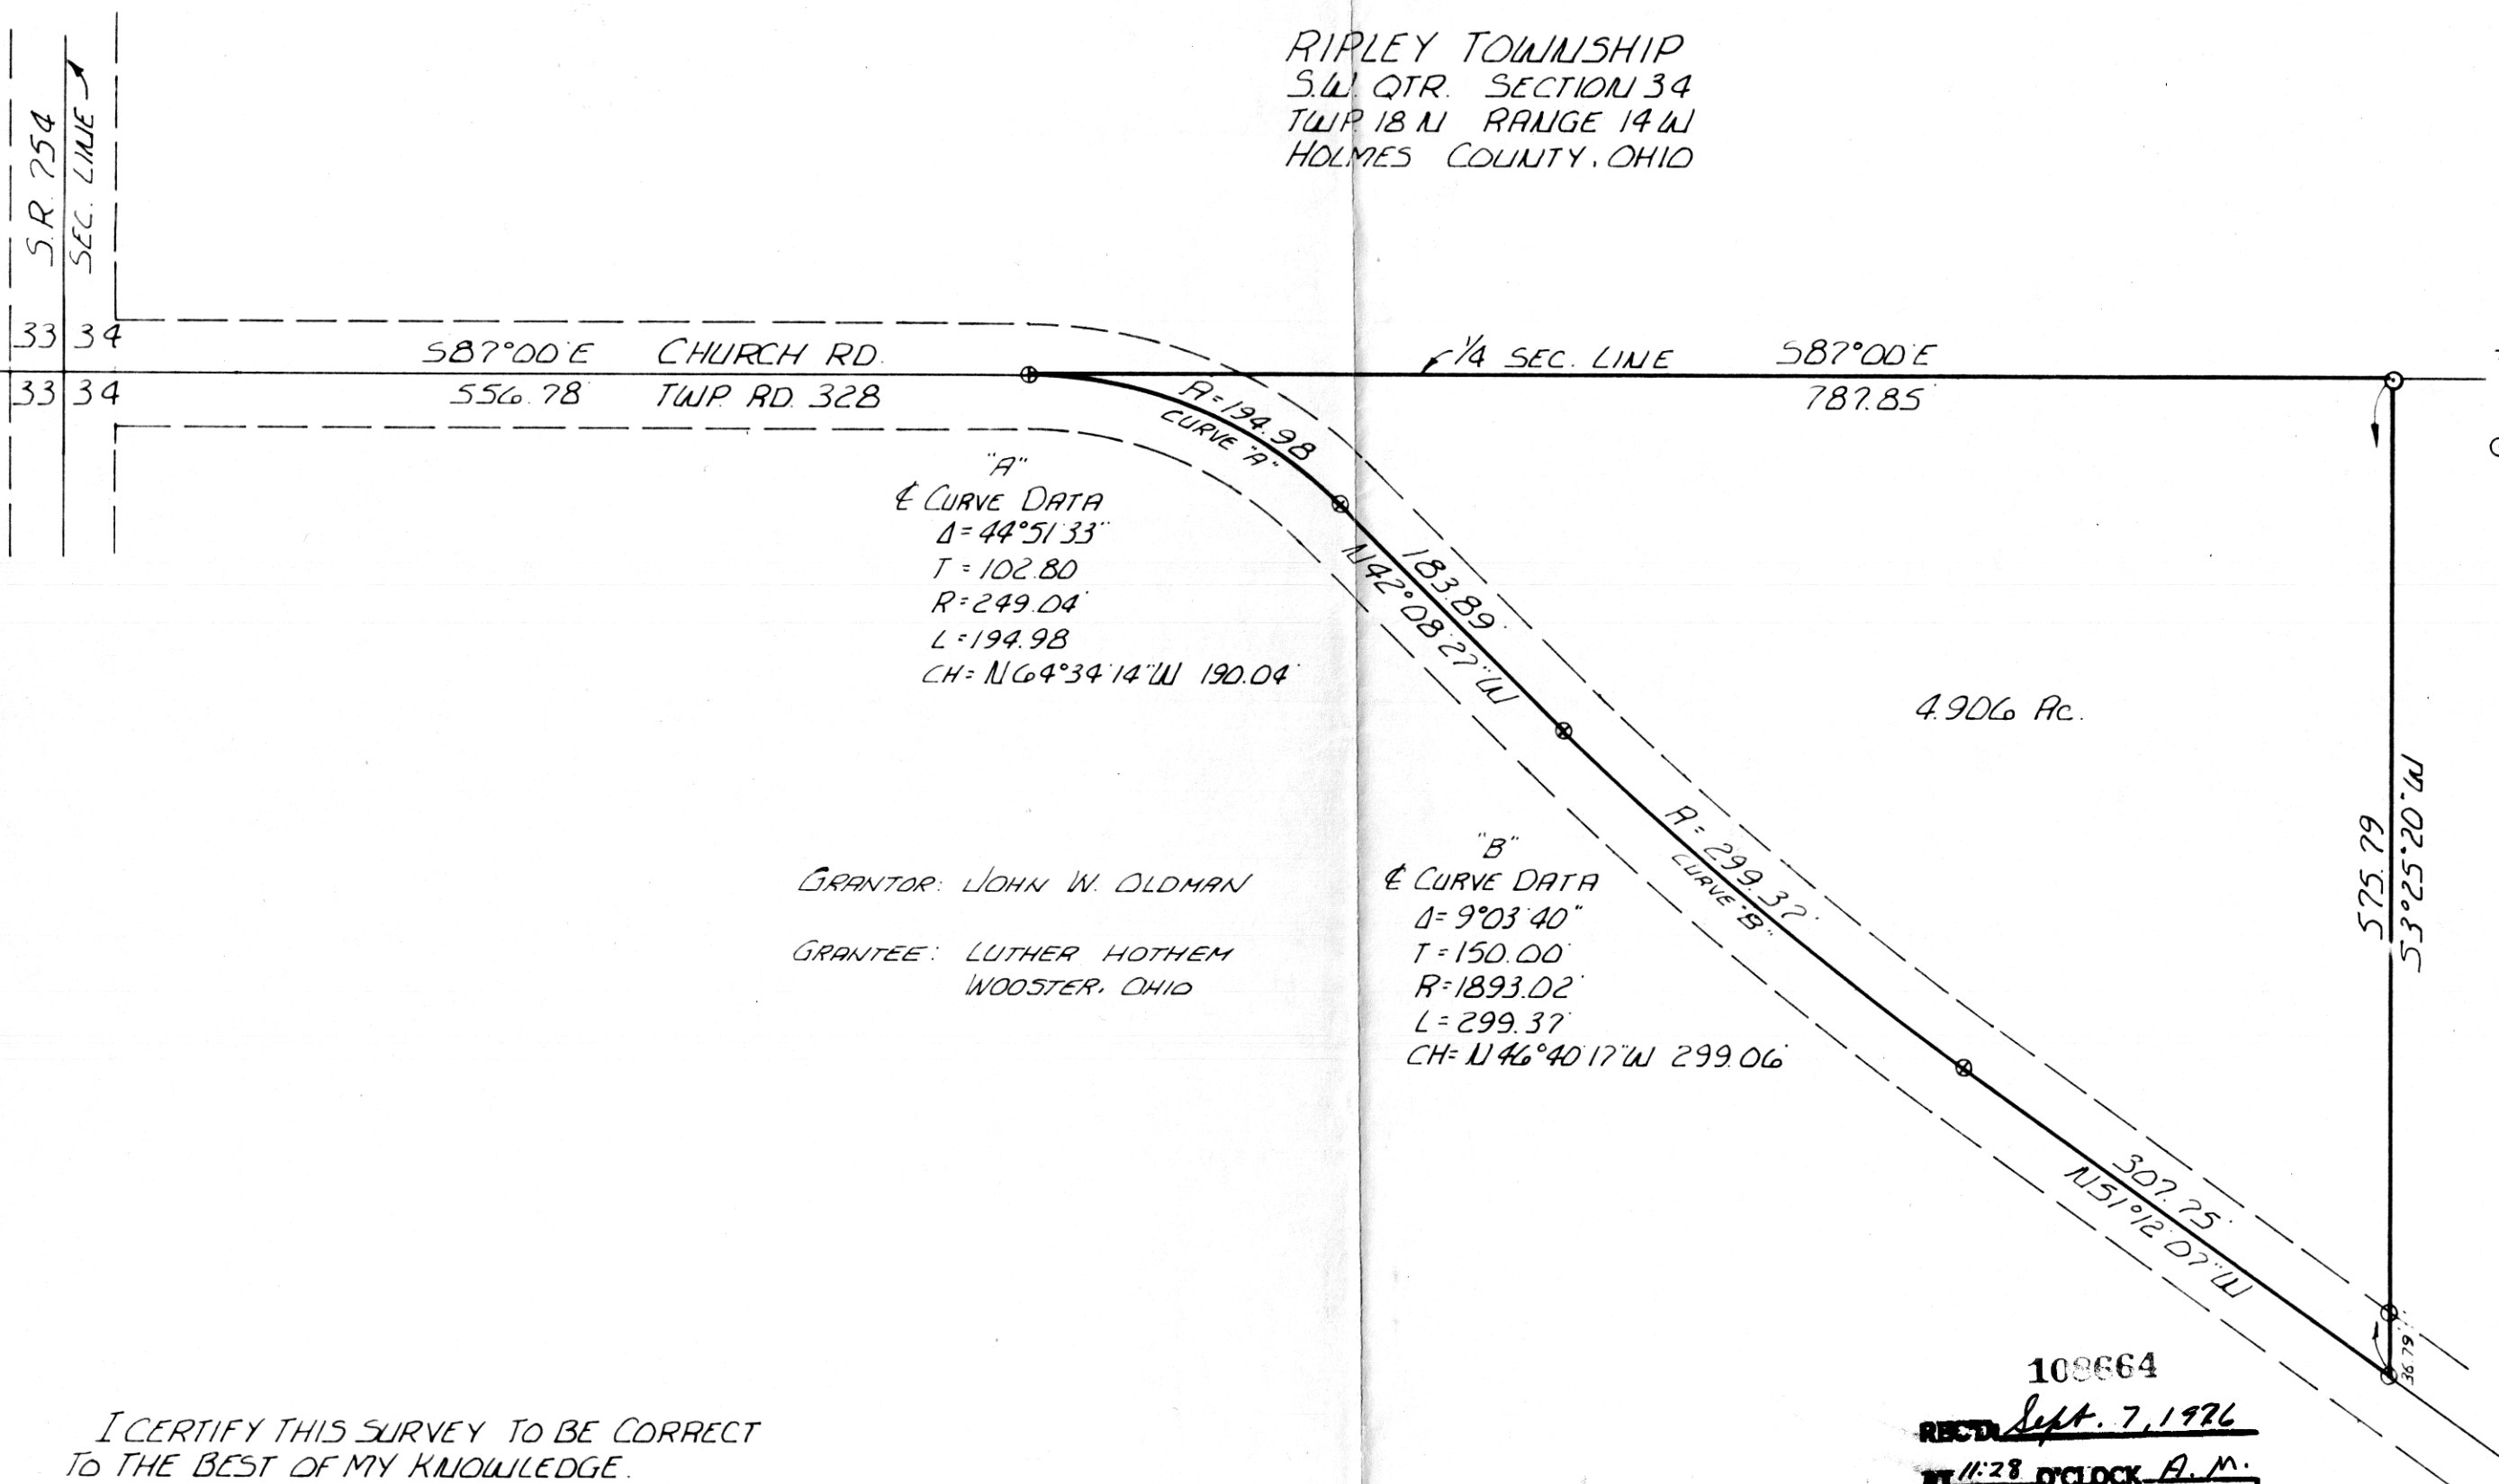 RIPLEY TOWNSHIP
S.W. QTR. SECTION 34
TWP. 18 N RANGE 14 W
HOLMES COUNTY, OHIO
S.R. 754
SEC. LINE
33 34
33 34
S87°00'E CHURCH RD.
556.78' TWP. RD. 328
1/4 SEC. LINE S87°00'E
787.85'
A=194.98
CURVE "A"
"A"
℄ CURVE DATA
Δ=44°51'33"
T=102.80
R=249.04'
L=194.98
CH=N64°34'14"W 190.04'
183.89'
N42°08'27"W
4.906 AC.
575.79
S3°25'20"W
A=299.37'
CURVE "B"
GRANTOR: JOHN W. OLDMAN
GRANTEE: LUTHER HOTHEM
WOOSTER, OHIO
"B"
℄ CURVE DATA
Δ=9°03'40"
T=150.00'
R=1893.02'
L=299.37'
CH=N46°40'17"W 299.06'
307.75'
N51°12'07"W
36.79'
108664
REC'D. Sept. 7, 1976
AT 11:28 O'CLOCK A.M.
I CERTIFY THIS SURVEY TO BE CORRECT
TO THE BEST OF MY KNOWLEDGE.